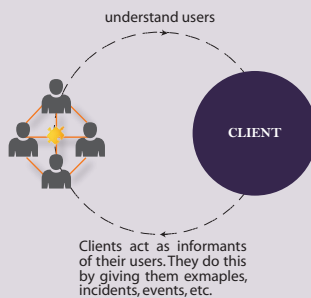 understand users
CLIENT
Clients act as informants
of their users. They do this
by giving them exmaples,
incidents, events, etc.